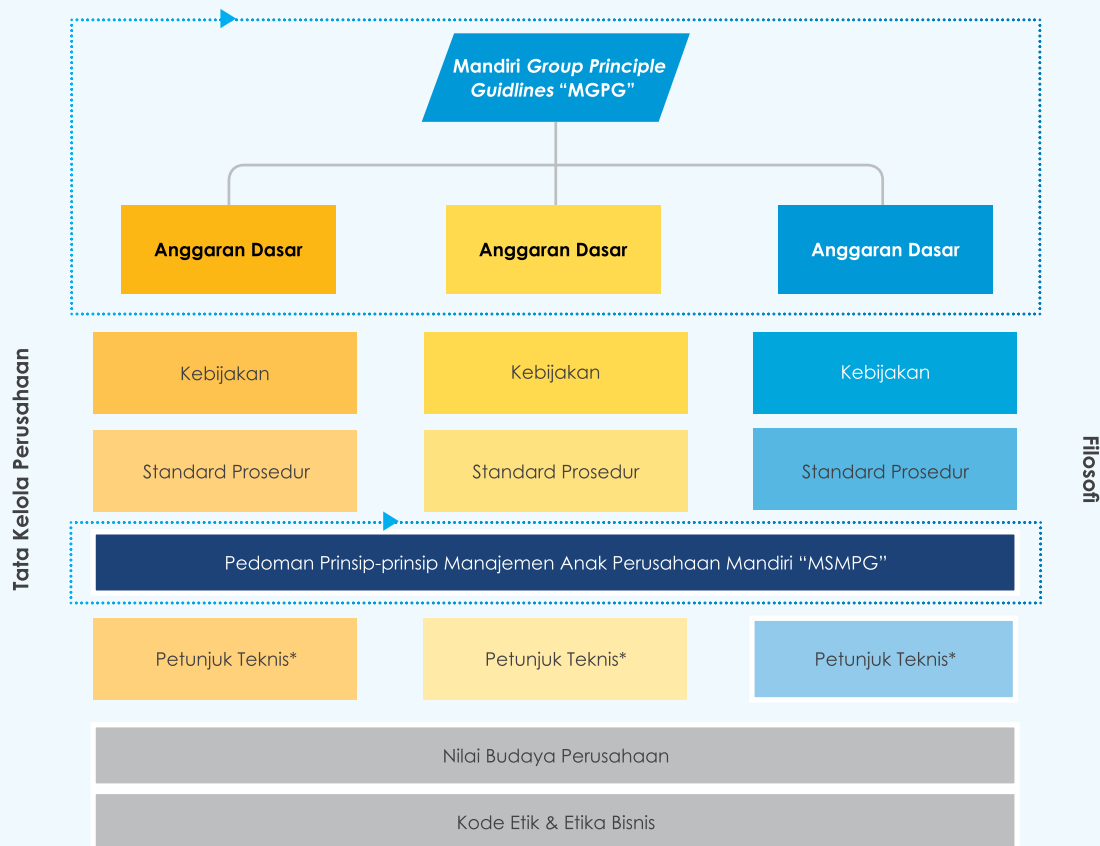 Mandiri Group Principle
Guidlines “MGPG”
Anggaran Dasar
Anggaran Dasar
Anggaran Dasar
Tata Kelola Perusahaan
Filosofi
Kebijakan
Kebijakan
Kebijakan
Standard Prosedur
Standard Prosedur
Standard Prosedur
Pedoman Prinsip-prinsip Manajemen Anak Perusahaan Mandiri “MSMPG”
Petunjuk Teknis*
Petunjuk Teknis*
Petunjuk Teknis*
Nilai Budaya Perusahaan
Kode Etik & Etika Bisnis